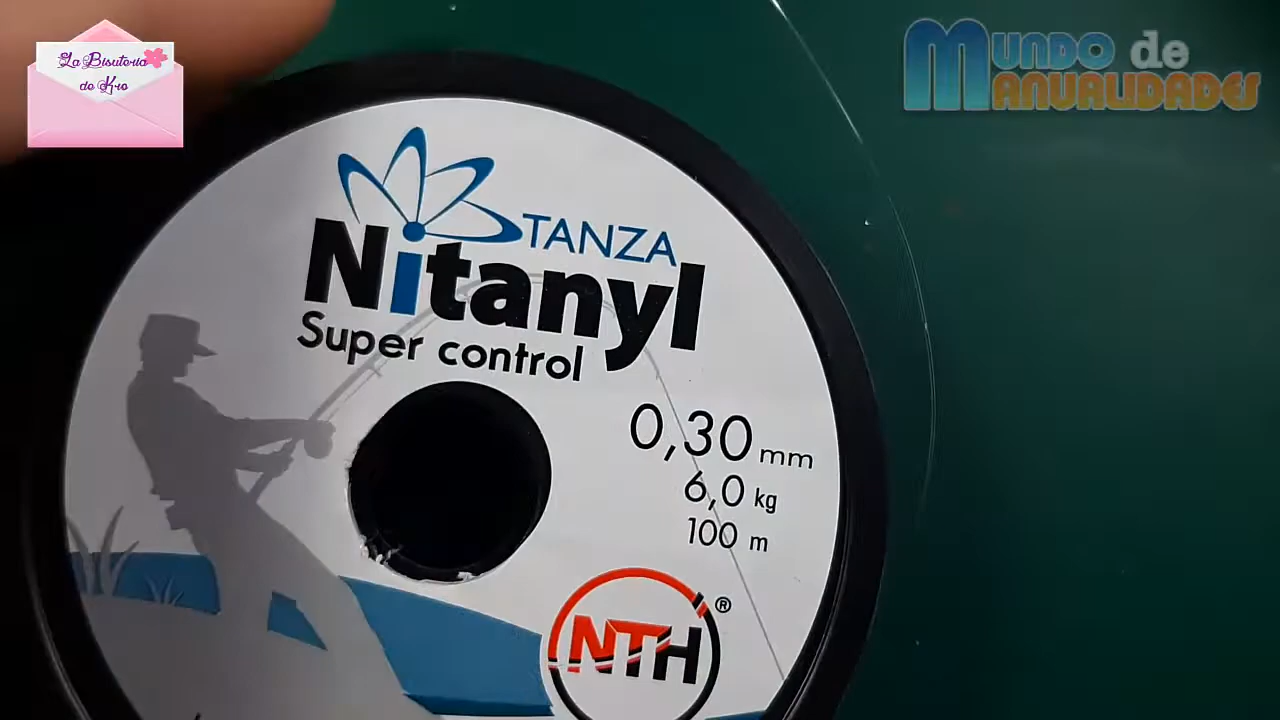 La Bisutería
de Kro
MUNDO de
MANUALIDADES
TANZA
Nitanyl
Super control
0,30 mm
6,0 kg
100 m
NTH ®